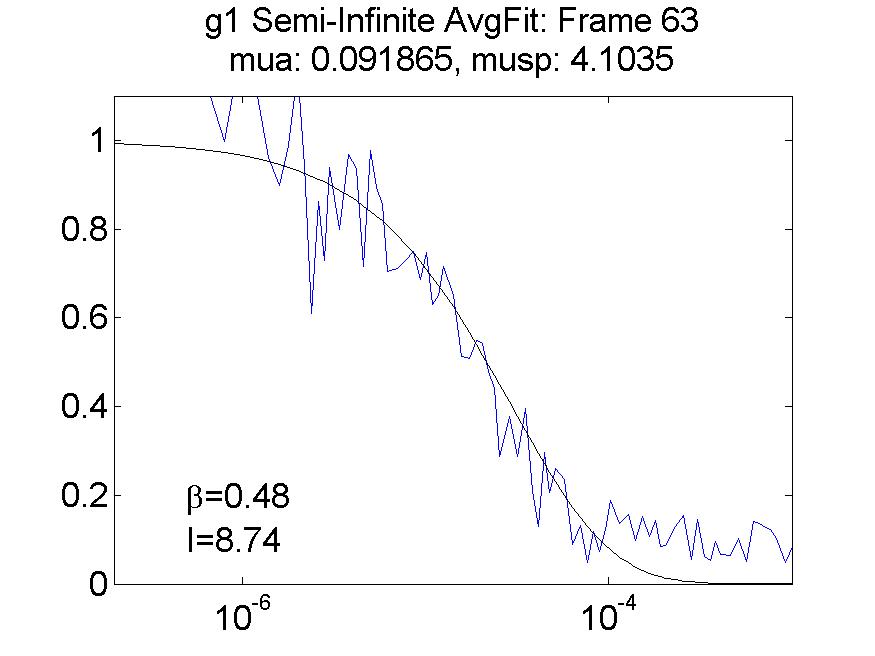 g1 Semi-Infinite AvgFit: Frame 63
mua: 0.091865, musp: 4.1035
1
0.8
0.6
0.4
0.2
0
β=0.48
I=8.74
10^-6
10^-4